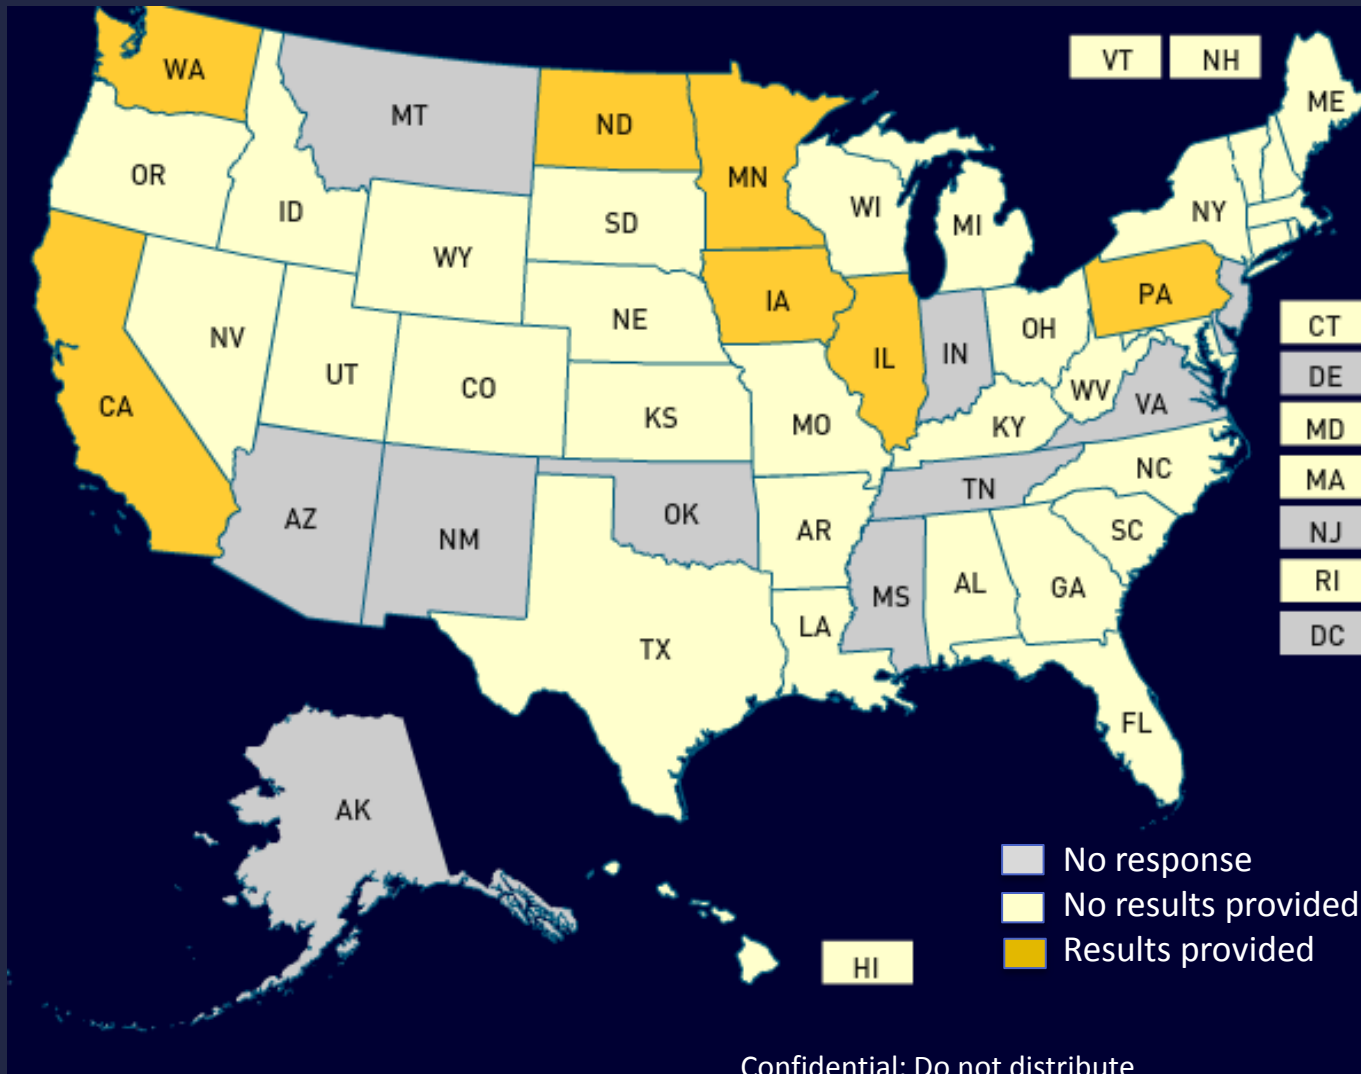 VT NH
ME
WA
MT
ND
MN
OR
ID
WI
MI
NY
SD
WY
PA
IA
NE
OH
CT
NV
IL
IN
UT
CO
DE
WV
VA
CA
KS
MO
KY
MD
NC
MA
TN
AZ
OK
NM
AR
SC
NJ
MS
AL
GA
RI
LA
DC
TX
FL
AK
No response
No results provided
Results provided
HI
Confidential: Do not distribute